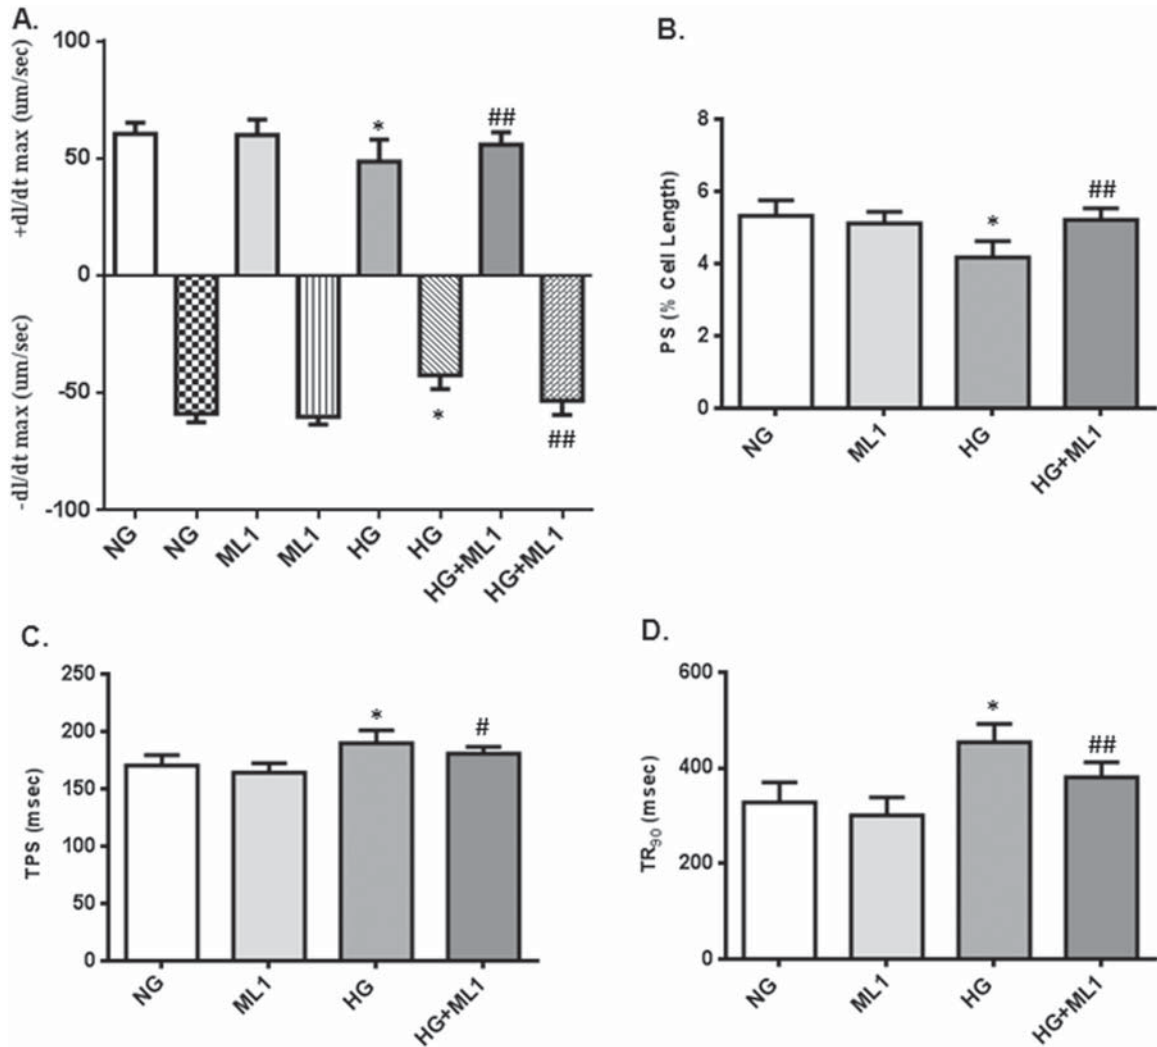 A.
+dl/dt max (um/sec)
-dl/dt max (um/sec)
100
50
0
-50
-100
*
##
*
##
NG
NG
ML1
ML1
HG
HG
HG+ML1
HG+ML1
B.
PS (% Cell Length)
8
6
4
2
0
*
##
NG
ML1
HG
HG+ML1
C.
TPS (msec)
250
200
150
100
50
0
*
#
NG
ML1
HG
HG+ML1
D.
TR90 (msec)
600
400
200
0
*
##
NG
ML1
HG
HG+ML1